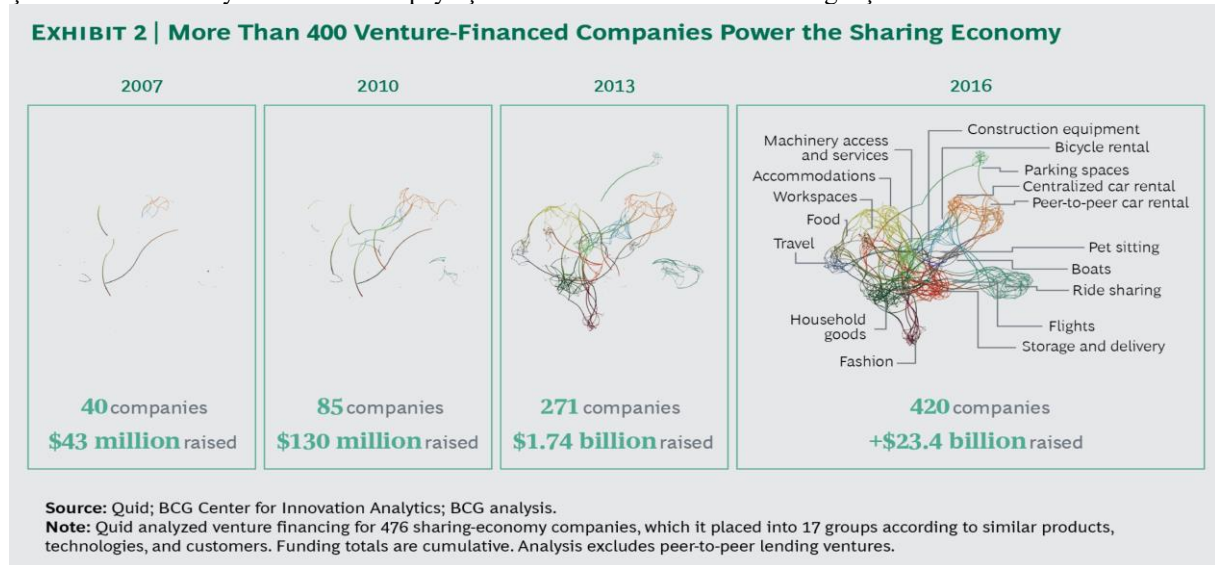 EXHIBIT 2 | More Than 400 Venture-Financed Companies Power the Sharing Economy
2007
2010
2013
2016
Machinery access
and services
Accommodations
Workspaces
Food
Travel
Household
goods
Fashion
Construction equipment
Bicycle rental
Parking spaces
Centralized car rental
Peer-to-peer car rental
Pet sitting
Boats
Ride sharing
Flights
Storage and delivery
40 companies
$43 million raised
85 companies
$130 million raised
271 companies
$1.74 billion raised
420 companies
+$23.4 billion raised
Source: Quid; BCG Center for Innovation Analytics; BCG analysis.
Note: Quid analyzed venture financing for 476 sharing-economy companies, which it placed into 17 groups according to similar products,
technologies, and customers. Funding totals are cumulative. Analysis excludes peer-to-peer lending ventures.